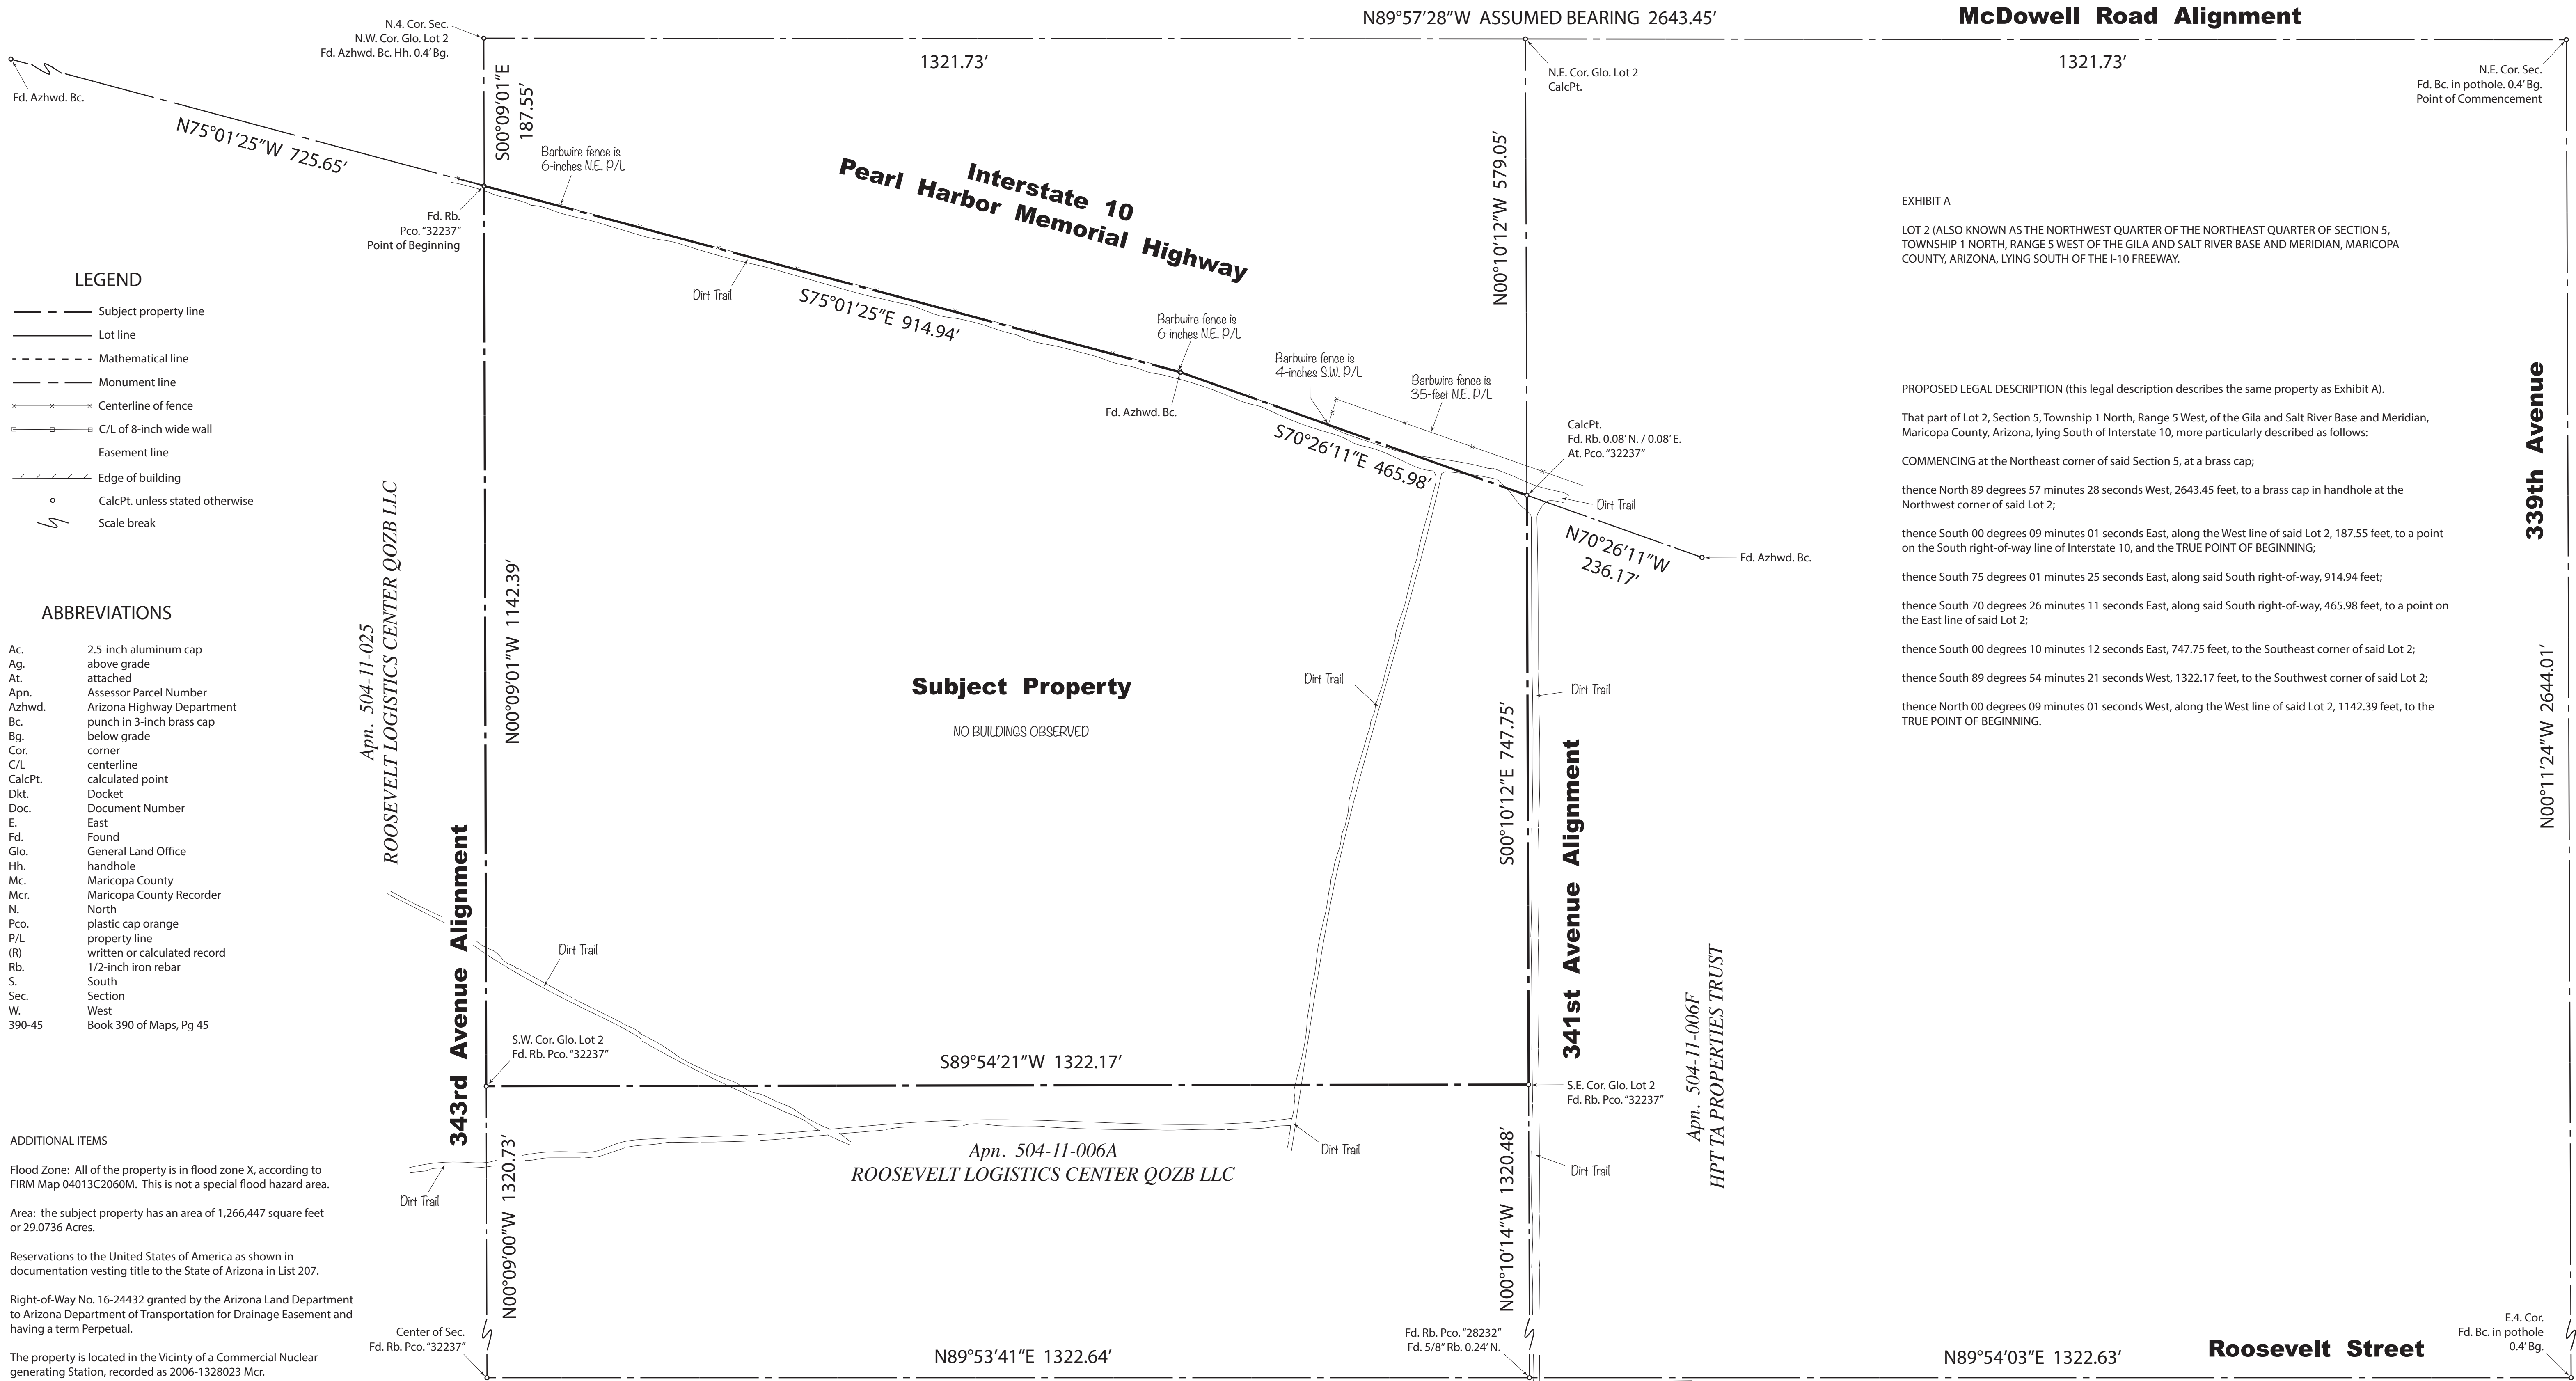 N89°57'28"W ASSUMED BEARING 2643.45'
McDowell Road Alignment
N.4. Cor. Sec.
N.W. Cor. Glo. Lot 2
Fd. Azhwd. Bc. Hh. 0.4' Bg.
1321.73'
N.E. Cor. Glo. Lot 2
CalcPt.
1321.73'
N.E. Cor. Sec.
Fd. Bc. in pothole. 0.4' Bg.
Point of Commencement
Fd. Azhwd. Bc.
N75°01'25"W 725.65'
S00°09'01"E
187.55'
Barbwire fence is
6-inches N.E. P/L
Interstate 10
Pearl Harbor Memorial Highway
N00°10'12"W 579.05'
Fd. Rb.
Pco. "32237"
Point of Beginning
Dirt Trail
S75°01'25"E 914.94'
Barbwire fence is
6-inches N.E. P/L
Barbwire fence is
4-inches S.W. P/L
Barbwire fence is
35-feet N.E. P/L
Fd. Azhwd. Bc.
S70°26'11"E 465.98'
CalcPt.
Fd. Rb. 0.08' N. / 0.08' E.
At. Pco. "32237"
Dirt Trail
N70°26'11"W
236.17'
Fd. Azhwd. Bc.
LEGEND
Subject property line
Lot line
Mathematical line
Monument line
Centerline of fence
C/L of 8-inch wide wall
Easement line
Edge of building
CalcPt. unless stated otherwise
Scale break
ABBREVIATIONS
Ac. 2.5-inch aluminum cap
Ag. above grade
At. attached
Apn. Assessor Parcel Number
Azhwd. Arizona Highway Department
Bc. punch in 3-inch brass cap
Bg. below grade
Cor. corner
C/L centerline
CalcPt. calculated point
Dkt. Docket
Doc. Document Number
E. East
Fd. Found
Glo. General Land Office
Hh. handhole
Mc. Maricopa County
Mcr. Maricopa County Recorder
N. North
Pco. plastic cap orange
P/L property line
(R) written or calculated record
Rb. 1/2-inch iron rebar
S. South
Sec. Section
W. West
390-45 Book 390 of Maps, Pg 45
ADDITIONAL ITEMS
Flood Zone: All of the property is in flood zone X, according to
FIRM Map 04013C2060M. This is not a special flood hazard area.
Area: the subject property has an area of 1,266,447 square feet
or 29.0736 Acres.
Reservations to the United States of America as shown in
documentation vesting title to the State of Arizona in List 207.
Right-of-Way No. 16-24432 granted by the Arizona Land Department
to Arizona Department of Transportation for Drainage Easement and
having a term Perpetual.
The property is located in the Vicinty of a Commercial Nuclear
generating Station, recorded as 2006-1328023 Mcr.
Apn. 504-11-025
ROOSEVELT LOGISTICS CENTER QOZB LLC
343rd Avenue Alignment
N00°09'01"W 1142.39'
Subject Property
NO BUILDINGS OBSERVED
Dirt Trail
Dirt Trail
S00°10'12"E 747.75'
341st Avenue Alignment
Dirt Trail
S.W. Cor. Glo. Lot 2
Fd. Rb. Pco. "32237"
S89°54'21"W 1322.17'
S.E. Cor. Glo. Lot 2
Fd. Rb. Pco. "32237"
Apn. 504-11-006F
HPT TA PROPERTIES TRUST
Dirt Trail
N00°09'00"W 1320.73'
Apn. 504-11-006A
ROOSEVELT LOGISTICS CENTER QOZB LLC
Dirt Trail
N00°10'14"W 1320.48'
Dirt Trail
Center of Sec.
Fd. Rb. Pco. "32237"
N89°53'41"E 1322.64'
Fd. Rb. Pco. "28232"
Fd. 5/8" Rb. 0.24' N.
N89°54'03"E 1322.63'
Roosevelt Street
E.4. Cor.
Fd. Bc. in pothole
0.4' Bg.
EXHIBIT A
LOT 2 (ALSO KNOWN AS THE NORTHWEST QUARTER OF THE NORTHEAST QUARTER OF SECTION 5,
TOWNSHIP 1 NORTH, RANGE 5 WEST OF THE GILA AND SALT RIVER BASE AND MERIDIAN, MARICOPA
COUNTY, ARIZONA, LYING SOUTH OF THE I-10 FREEWAY.
PROPOSED LEGAL DESCRIPTION (this legal description describes the same property as Exhibit A).
That part of Lot 2, Section 5, Township 1 North, Range 5 West, of the Gila and Salt River Base and Meridian,
Maricopa County, Arizona, lying South of Interstate 10, more particularly described as follows:
COMMENCING at the Northeast corner of said Section 5, at a brass cap;
thence North 89 degrees 57 minutes 28 seconds West, 2643.45 feet, to a brass cap in handhole at the
Northwest corner of said Lot 2;
thence South 00 degrees 09 minutes 01 seconds East, along the West line of said Lot 2, 187.55 feet, to a point
on the South right-of-way line of Interstate 10, and the TRUE POINT OF BEGINNING;
thence South 75 degrees 01 minutes 25 seconds East, along said South right-of-way, 914.94 feet;
thence South 70 degrees 26 minutes 11 seconds East, along said South right-of-way, 465.98 feet, to a point on
the East line of said Lot 2;
thence South 00 degrees 10 minutes 12 seconds East, 747.75 feet, to the Southeast corner of said Lot 2;
thence South 89 degrees 54 minutes 21 seconds West, 1322.17 feet, to the Southwest corner of said Lot 2;
thence North 00 degrees 09 minutes 01 seconds West, along the West line of said Lot 2, 1142.39 feet, to the
TRUE POINT OF BEGINNING.
339th Avenue
N00°11'24"W 2644.01'